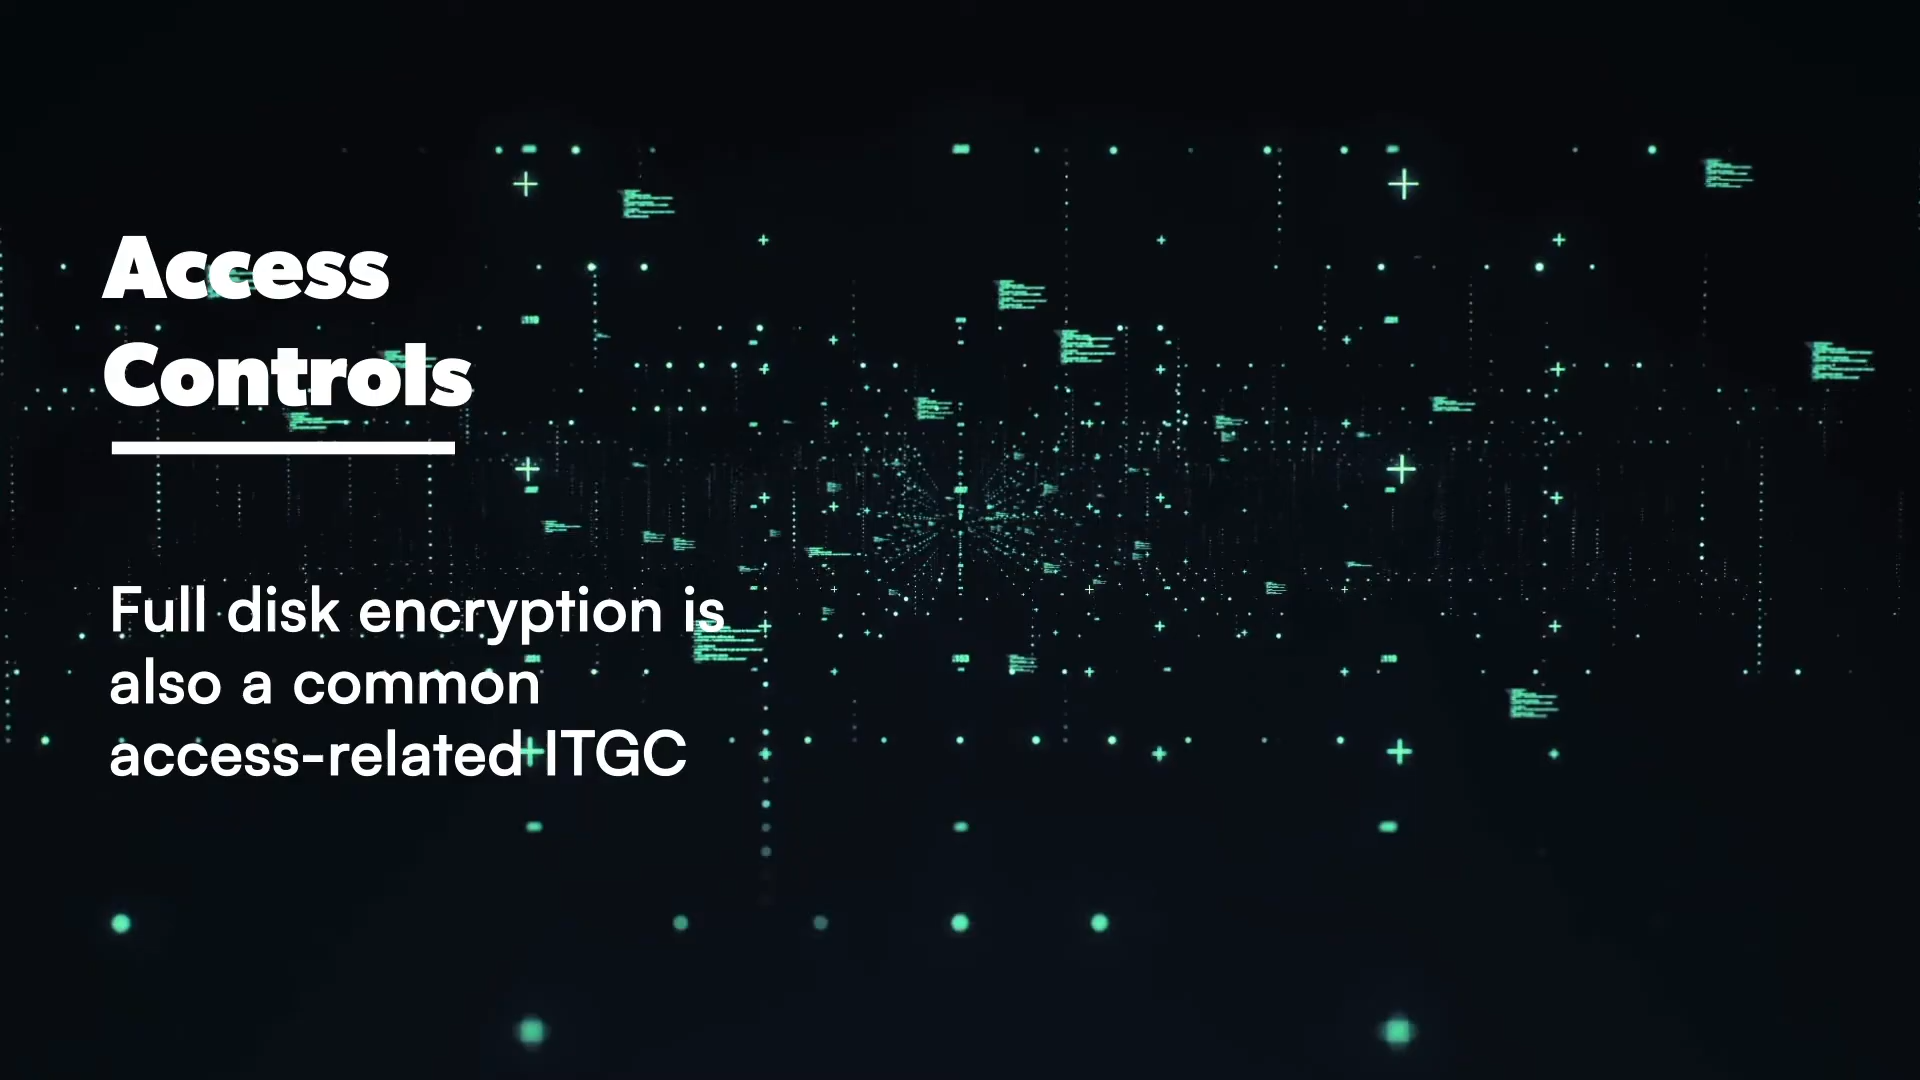 Access
Controls
Full disk encryption is
also a common
access-related ITGC